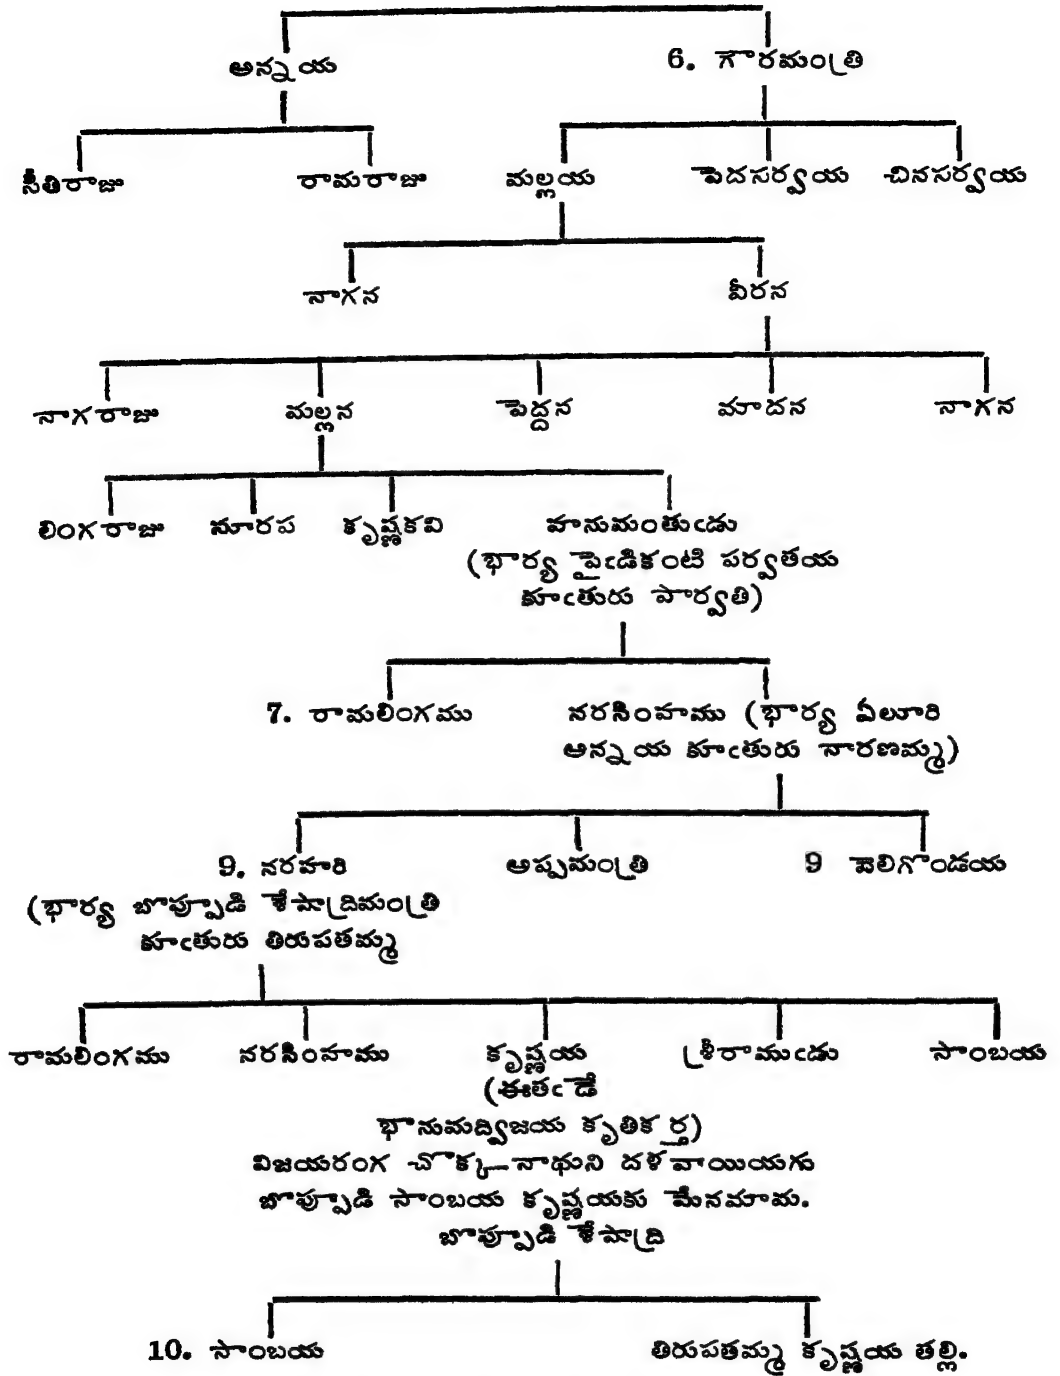 అన్నయ 6. గౌరమంత్రి
సీతిరాజు రామరాజు మల్లయ పెదసర్వయ చినసర్వయ
నాగన వీరన
నాగరాజు మల్లన పెద్దన మాదన నాగన
లింగరాజు నూరప కృష్ణకవి హనుమంతుఁడు
(భార్య పైఁడికంటి పర్వతయ
కూఁతురు పార్వతి)
7. రామలింగము నరసింహము (భార్య ఏలూరి
అన్నయ కూఁతురు నారణమ్మ)
9. నరహరి అప్పమంత్రి 9 వెలిగొండయ
(భార్య బొప్పూడి శేషాద్రిమంత్రి
కూఁతురు తిరుపతమ్మ
రామలింగము నరసింహము కృష్ణయ శ్రీరాముఁడు సాంబయ
(ఈతఁడే
భానుమద్విజయ కృతికర్త)
విజయరంగ చొక్కనాథుని దళవాయియగు
బొప్పూడి సాంబయ కృష్ణయకు మేనమామ.
బొప్పూడి శేషాద్రి
10. సాంబయ తిరుపతమ్మ కృష్ణయ తల్లి.